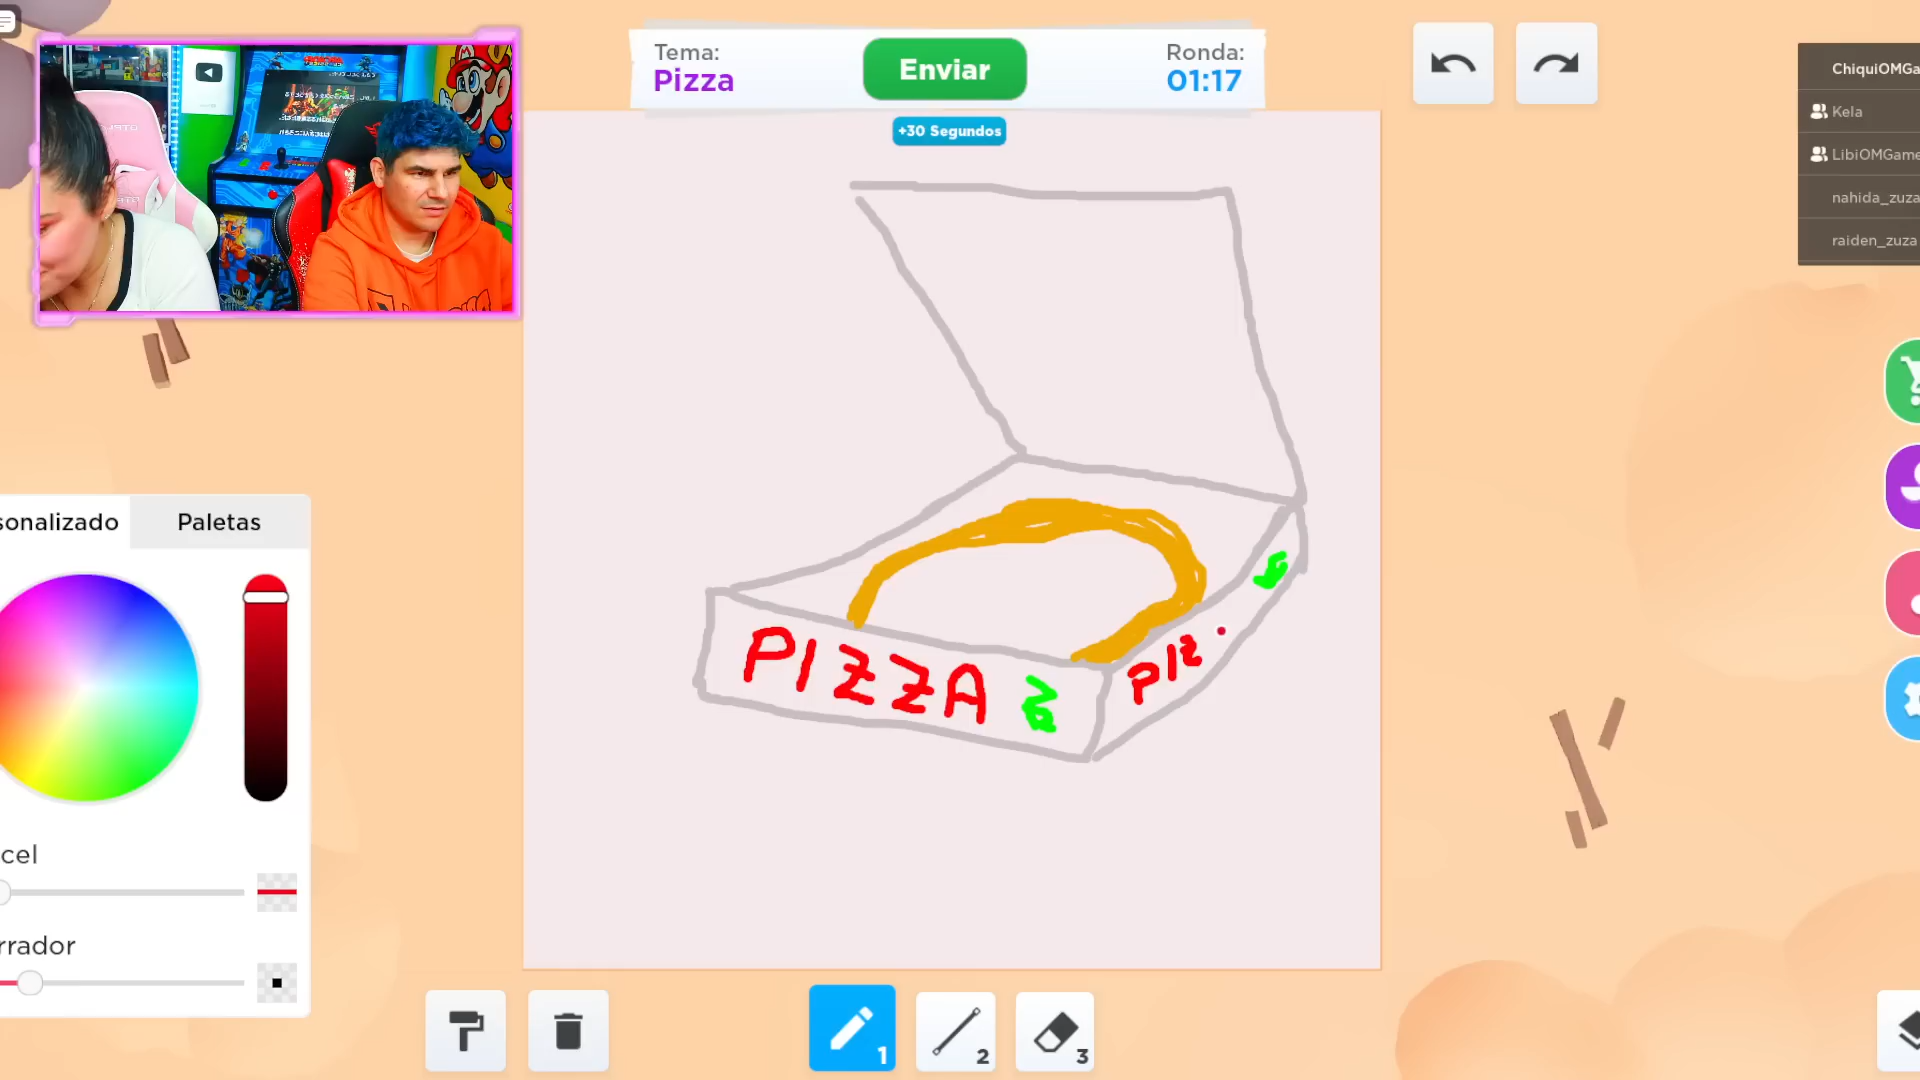 Tema:
Pizza
Enviar
Ronda:
01:17
+30 Segundos
ChiquiOMGa
Kela
LibiOMGame
nahida_zuza
raiden_zuza
sonalizado
Paletas
cel
rrador
PIZZA
PIZ
1
2
3